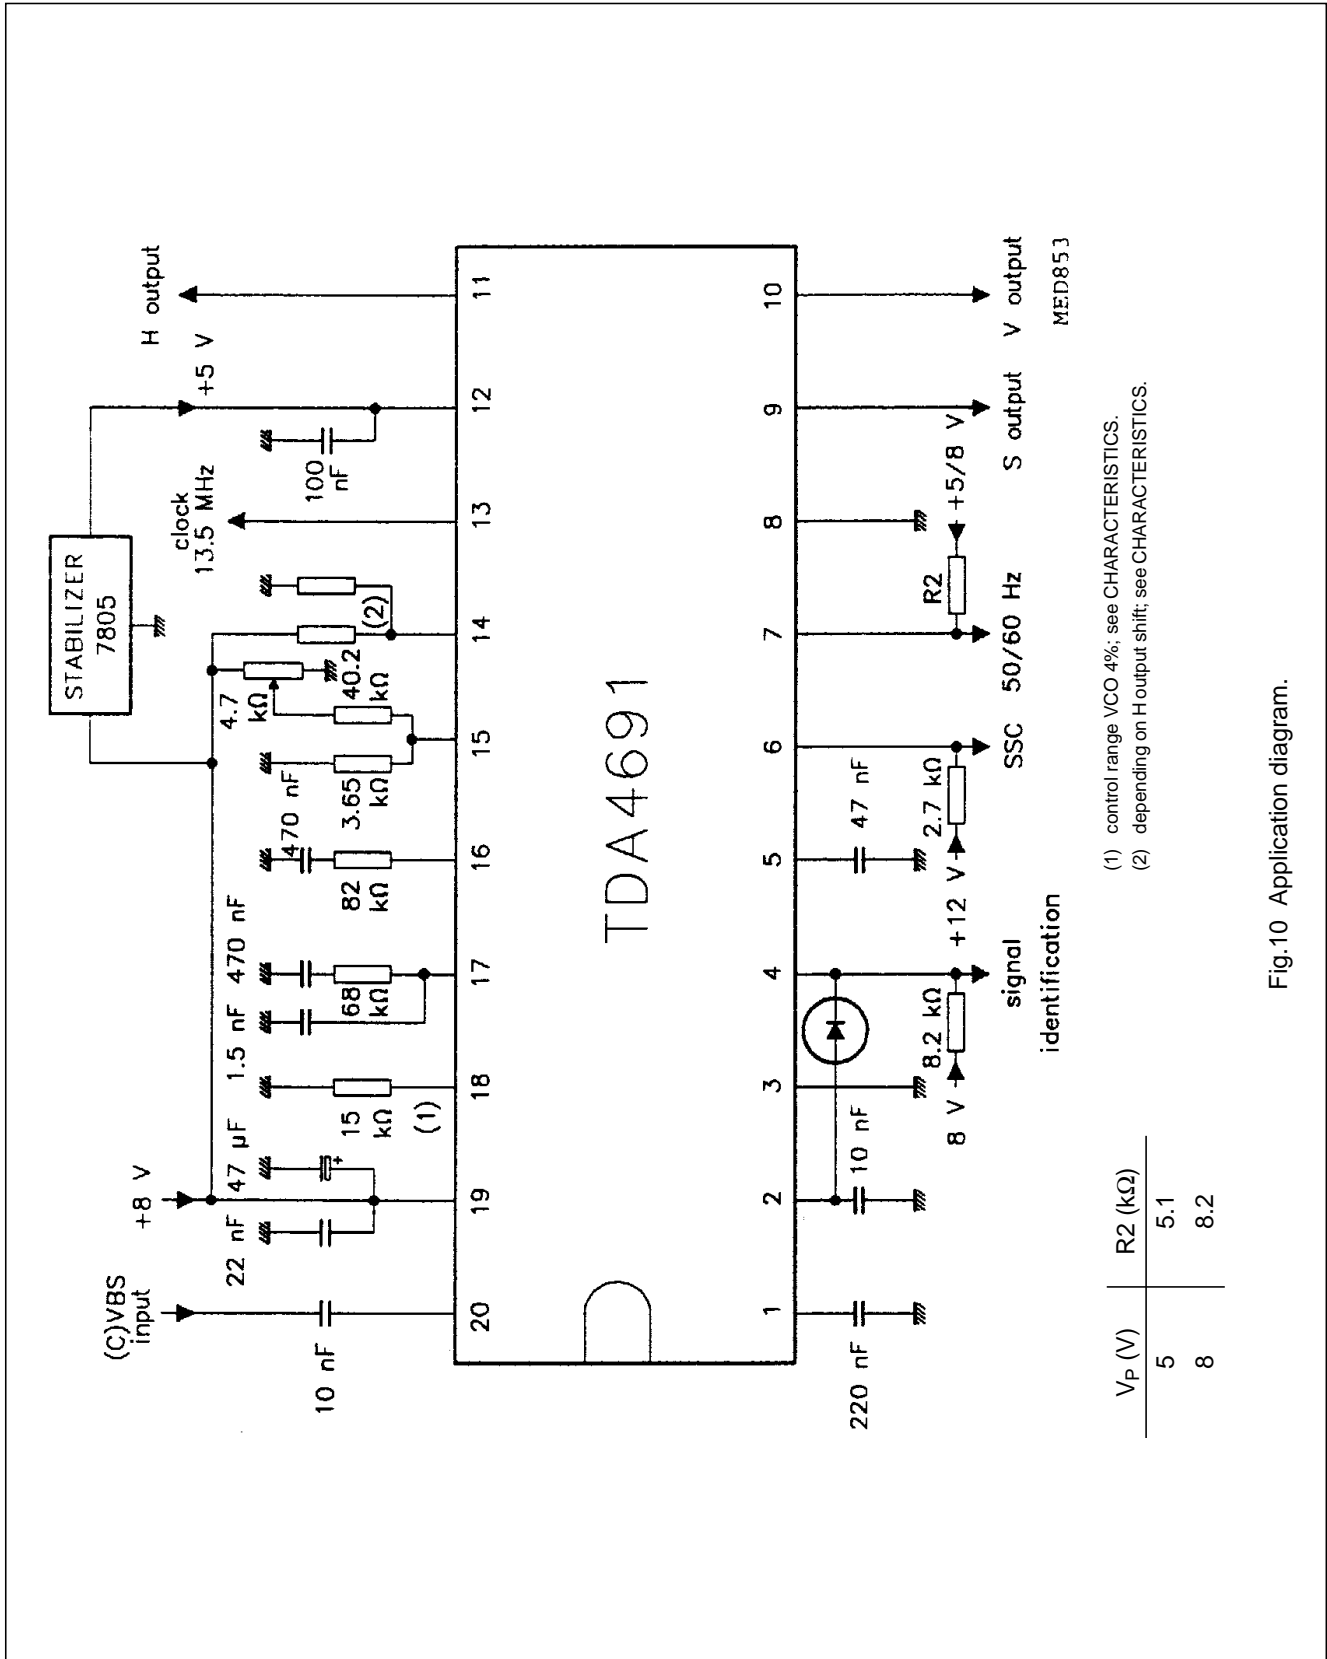 STABILIZER
7805
H output
+5 V
100
nF
clock
13.5 MHz
(2)
40.2
kΩ
4.7
kΩ
3.65
kΩ
470 nF
82
kΩ
470 nF
68
kΩ
1.5 nF
15
kΩ
(1)
47 µF
+8 V
22 nF
(C)VBS
input
10 nF
20
19
18
17
16
15
14
13
12
11
TDA4691
1
2
3
4
5
6
7
8
9
10
220 nF
10 nF
8 V
8.2 kΩ
signal
identification
47 nF
+12 V
2.7 kΩ
SSC
50/60 Hz
R2
+5/8 V
S output
V output
MED853
(1) control range VCO 4%; see CHARACTERISTICS.
(2) depending on H output shift; see CHARACTERISTICS.
VP (V) R2 (kΩ)
5 5.1
8 8.2
Fig.10 Application diagram.